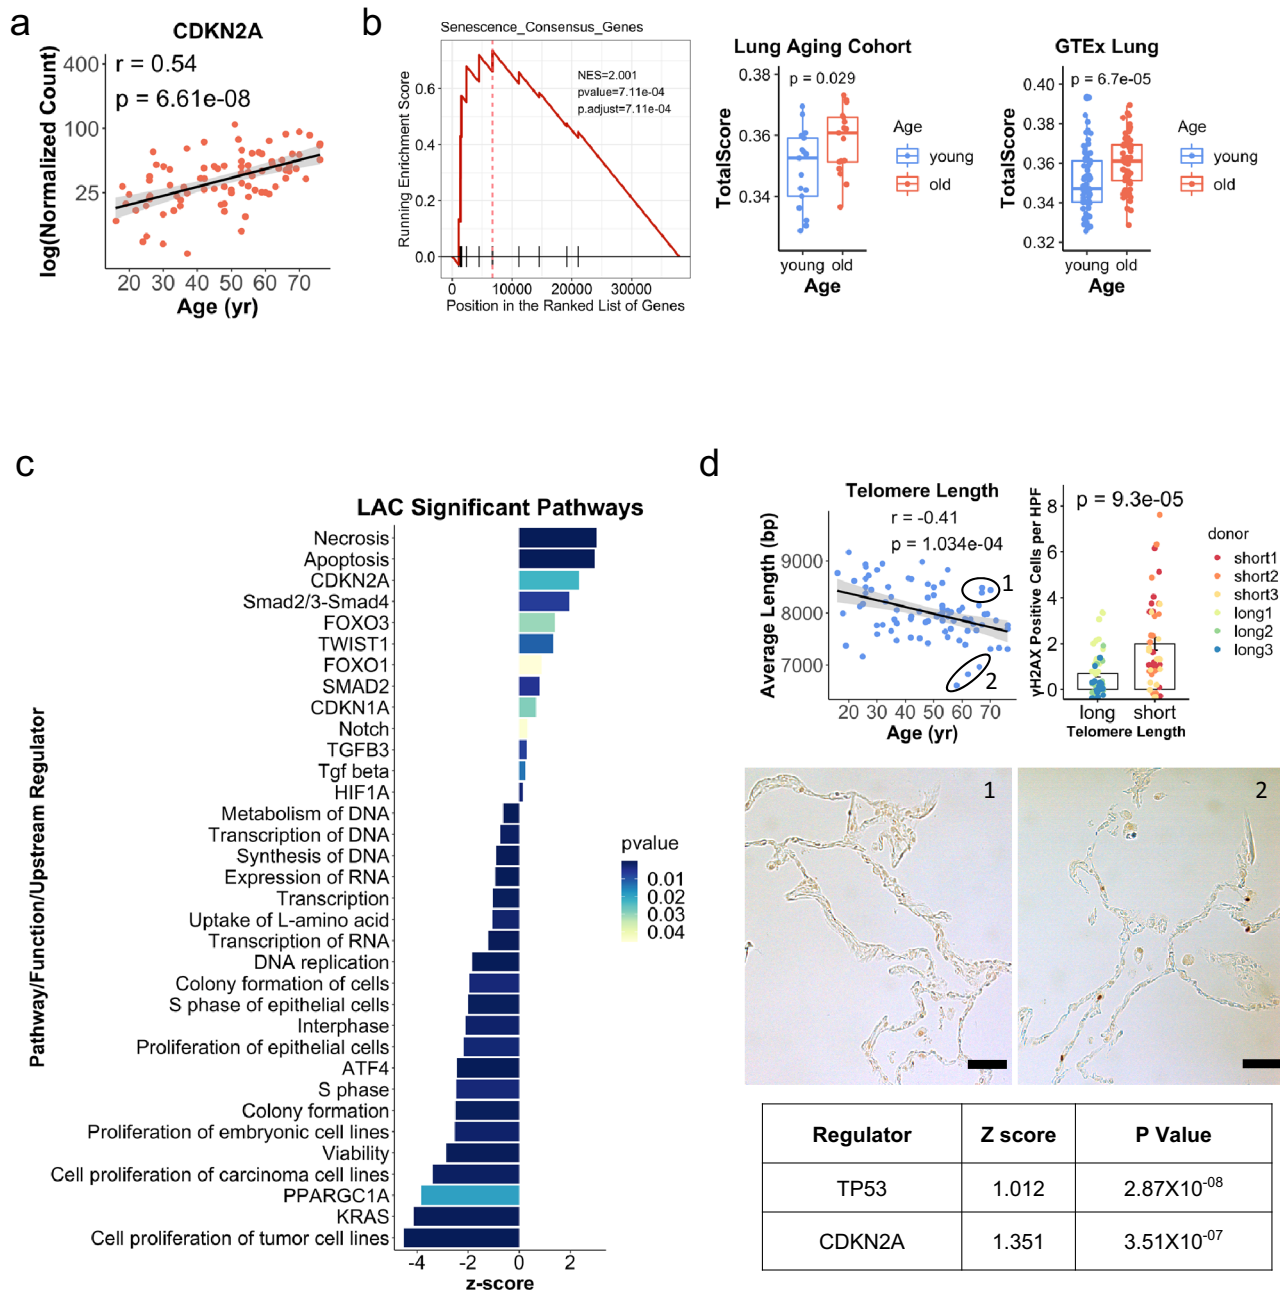 a
CDKN2A
log(Normalized Count)
400
100
25
r = 0.54
p = 6.61e-08
20 30 40 50 60 70
Age (yr)
b
Senescence_Consensus_Genes
Running Enrichment Score
0.6
0.4
0.2
0.0
NES=2.001
pvalue=7.11e-04
p.adjust=7.11e-04
0 10000 20000 30000
Position in the Ranked List of Genes
Lung Aging Cohort
TotalScore
0.38
0.36
0.34
p = 0.029
young old
Age
Age
young
old
GTEx Lung
TotalScore
0.40
0.38
0.36
0.34
0.32
p = 6.7e-05
young old
Age
Age
young
old
c
LAC Significant Pathways
Pathway/Function/Upstream Regulator
Necrosis
Apoptosis
CDKN2A
Smad2/3-Smad4
FOXO3
TWIST1
FOXO1
SMAD2
CDKN1A
Notch
TGFB3
Tgf beta
HIF1A
Metabolism of DNA
Transcription of DNA
Synthesis of DNA
Expression of RNA
Transcription
Uptake of L-amino acid
Transcription of RNA
DNA replication
Colony formation of cells
S phase of epithelial cells
Interphase
Proliferation of epithelial cells
ATF4
S phase
Colony formation
Proliferation of embryonic cell lines
Viability
Cell proliferation of carcinoma cell lines
PPARGC1A
KRAS
Cell proliferation of tumor cell lines
-4 -2 0 2
z-score
pvalue
0.01
0.02
0.03
0.04
d
Telomere Length
Average Length (bp)
9000
8000
7000
r = -0.41
p = 1.034e-04
1
2
20 30 40 50 60 70
Age (yr)
γH2AX Positive Cells per HPF
8
6
4
2
0
p = 9.3e-05
long short
Telomere Length
donor
short1
short2
short3
long1
long2
long3
1
2
Regulator Z score P Value
TP53 1.012 2.87X10⁻⁰⁸
CDKN2A 1.351 3.51X10⁻⁰⁷